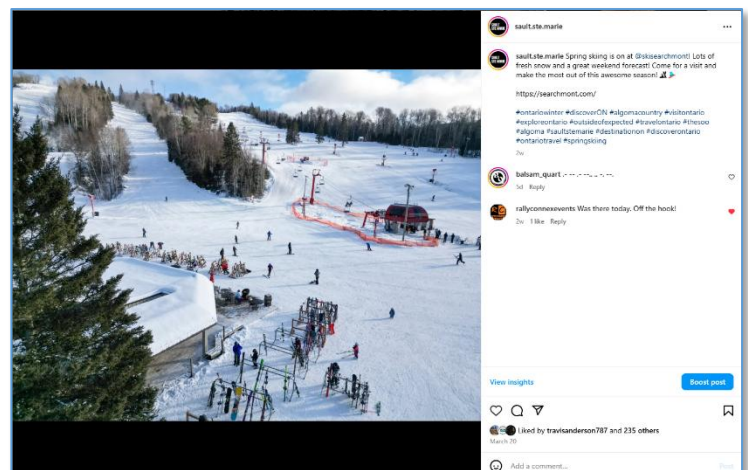 sault.ste.marie
sault.ste.marie Spring skiing is on at @skisearchmont! Lots of
fresh snow and a great weekend forecast! Come for a visit and
make the most out of this awesome season!
https://searchmont.com/
#ontariowinter #discoverON #algomacountry #visitontario
#exploreontario #outsideofexpected #travelontario #thesoo
#algoma #saultstemarie #destinationon #discoverontario
#ontariotravel #springskiing
2w
balsam_quart
5d Reply
rallyconnexevents Was there today. Off the hook!
2w 1 like Reply
View insights
Boost post
Liked by travisanderson787 and 235 others
March 20
Add a comment...
Post